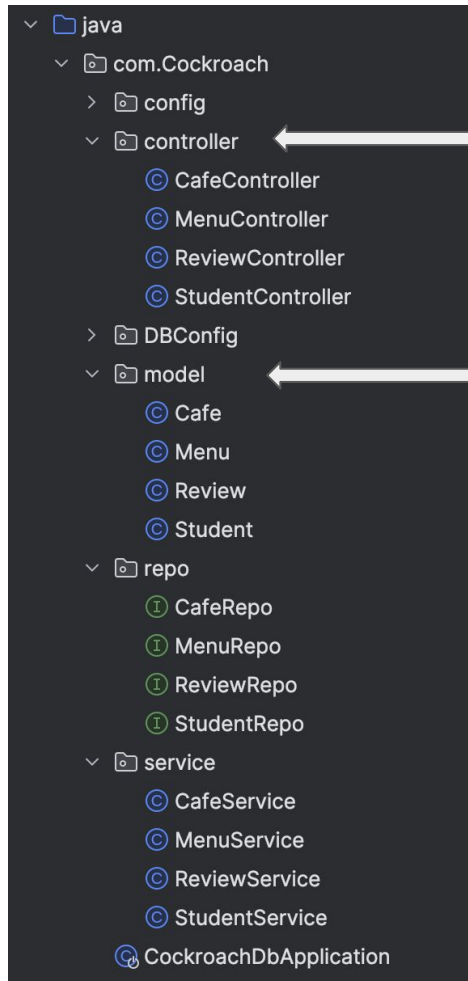 java
com.Cockroach
config
controller
CafeController
MenuController
ReviewController
StudentController
DBConfig
model
Cafe
Menu
Review
Student
repo
CafeRepo
MenuRepo
ReviewRepo
StudentRepo
service
CafeService
MenuService
ReviewService
StudentService
CockroachDbApplication